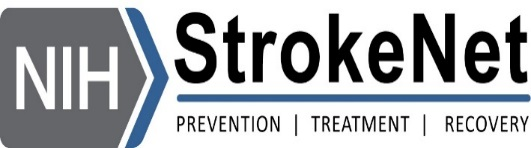 NIH
StrokeNet
PREVENTION | TREATMENT | RECOVERY